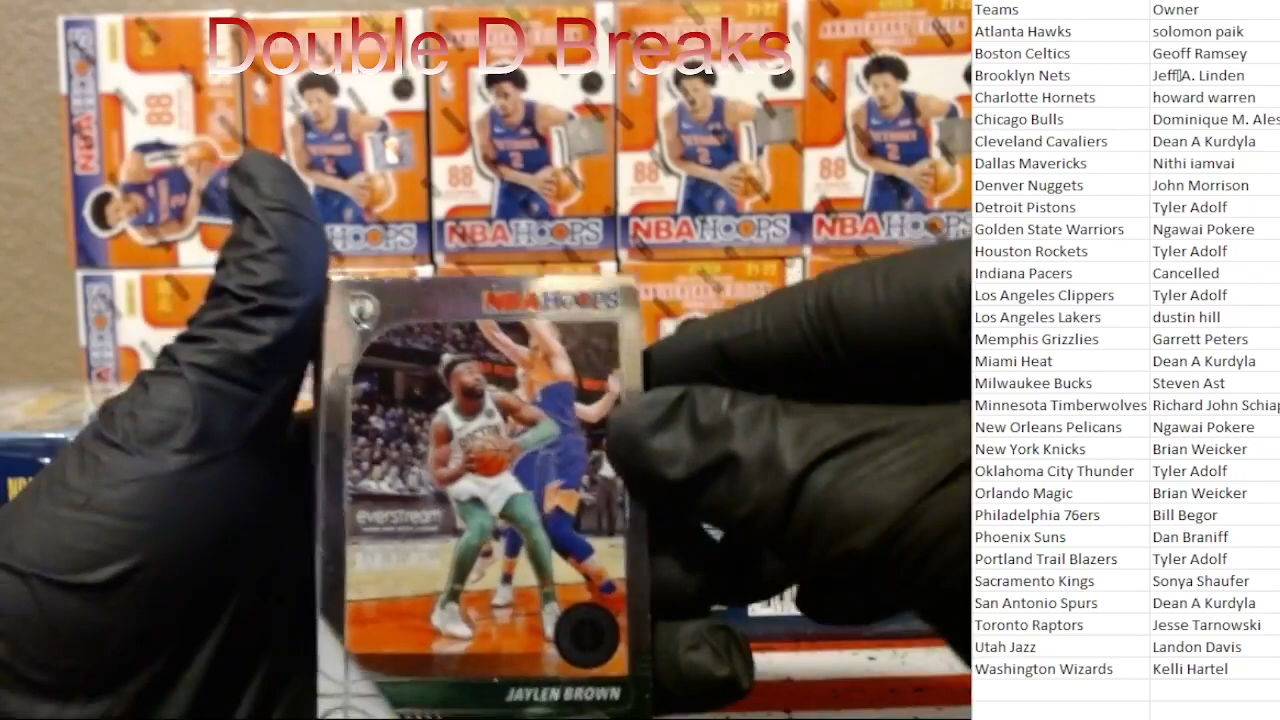 Double D Breaks
88
88
88
NBA HOOPS
NBA HOOPS
NBA HOOPS
NBA HOOPS
everstream
JAYLEN BROWN
Teams Owner
Atlanta Hawks solomon paik
Boston Celtics Geoff Ramsey
Brooklyn Nets Jeff▯A. Linden
Charlotte Hornets howard warren
Chicago Bulls Dominique M. Ales
Cleveland Cavaliers Dean A Kurdyla
Dallas Mavericks Nithi iamvai
Denver Nuggets John Morrison
Detroit Pistons Tyler Adolf
Golden State Warriors Ngawai Pokere
Houston Rockets Tyler Adolf
Indiana Pacers Cancelled
Los Angeles Clippers Tyler Adolf
Los Angeles Lakers dustin hill
Memphis Grizzlies Garrett Peters
Miami Heat Dean A Kurdyla
Milwaukee Bucks Steven Ast
Minnesota Timberwolves Richard John Schiap
New Orleans Pelicans Ngawai Pokere
New York Knicks Brian Weicker
Oklahoma City Thunder Tyler Adolf
Orlando Magic Brian Weicker
Philadelphia 76ers Bill Begor
Phoenix Suns Dan Braniff
Portland Trail Blazers Tyler Adolf
Sacramento Kings Sonya Shaufer
San Antonio Spurs Dean A Kurdyla
Toronto Raptors Jesse Tarnowski
Utah Jazz Landon Davis
Washington Wizards Kelli Hartel